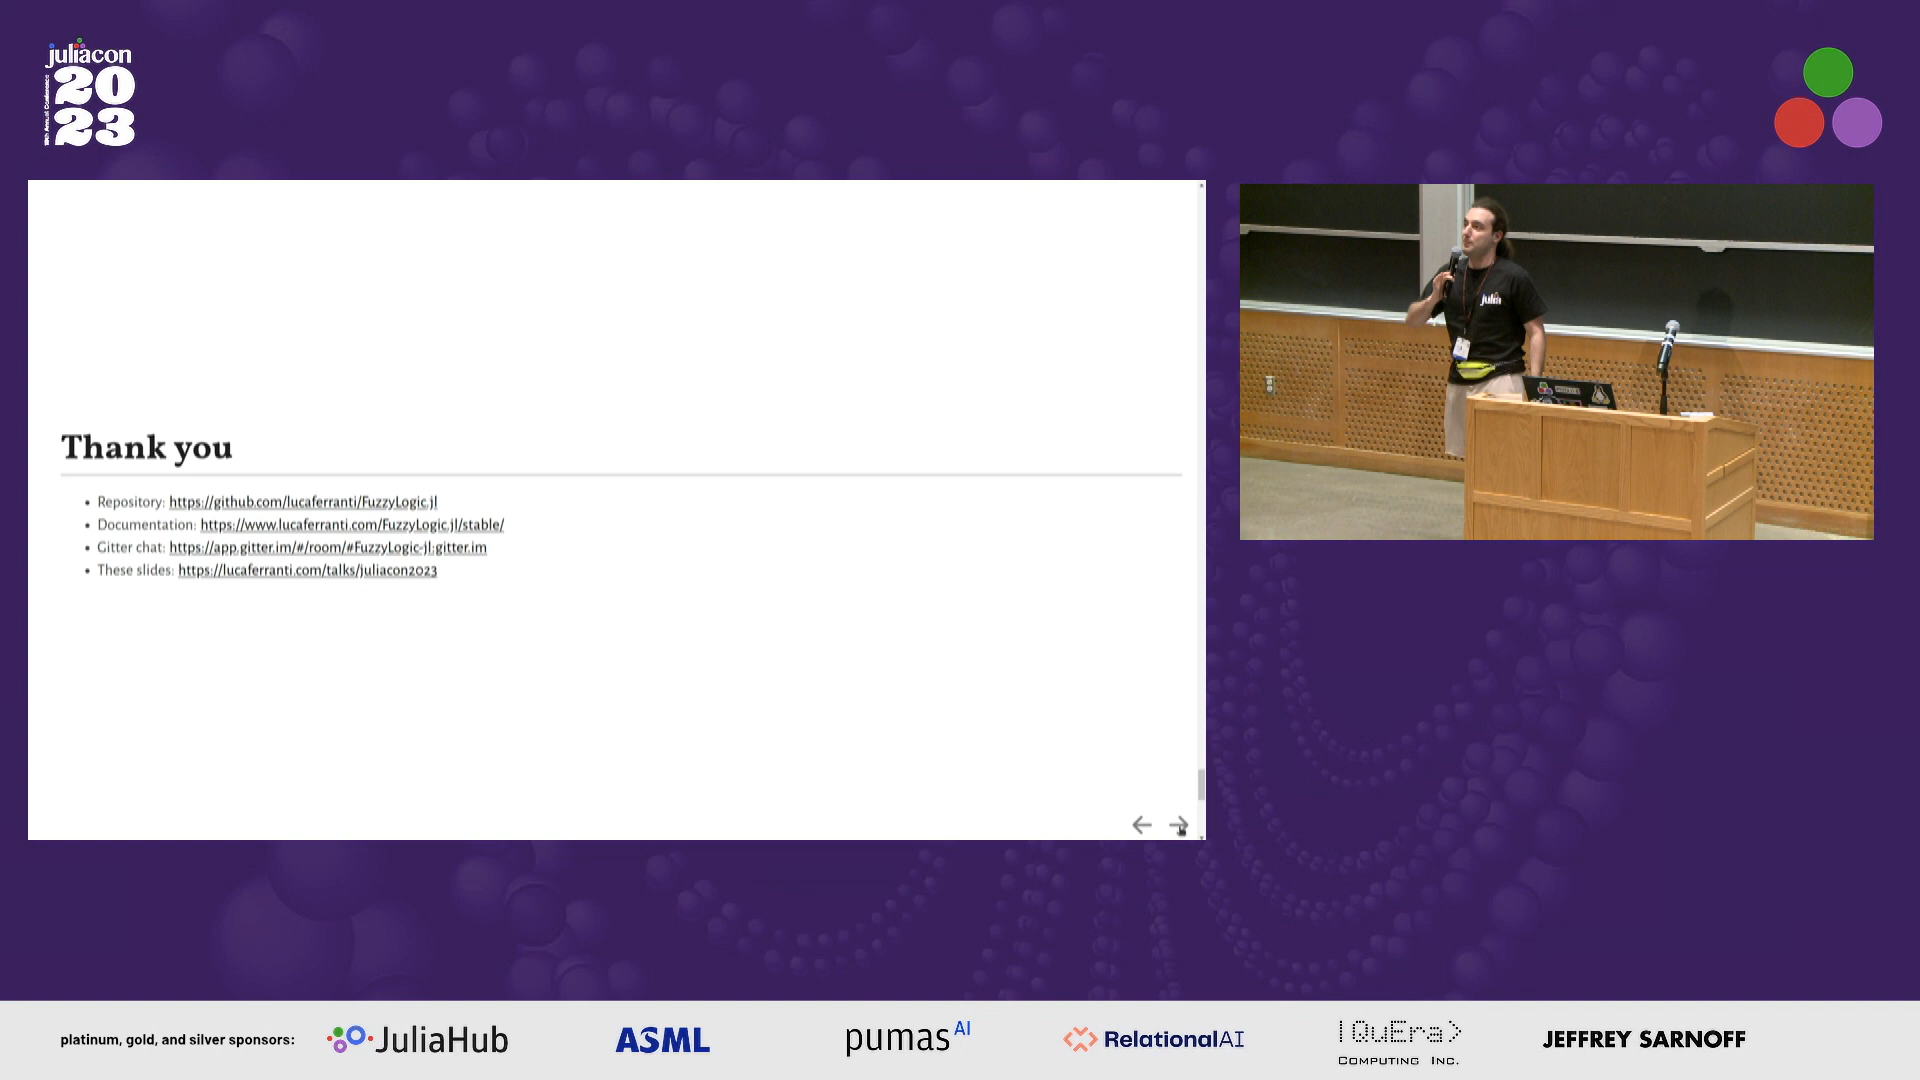 juliacon
2023
Thank you
• Repository: https://github.com/lucaferranti/FuzzyLogic.jl
• Documentation: https://www.lucaferranti.com/FuzzyLogic.jl/stable/
• Gitter chat: https://app.gitter.im/#/room/#FuzzyLogic-jl:gitter.im
• These slides: https://lucaferranti.com/talks/juliacon2023
julia
platinum, gold, and silver sponsors:
JuliaHub
ASML
pumasAI
RelationalAI
|QuEra>
COMPUTING INC.
JEFFREY SARNOFF